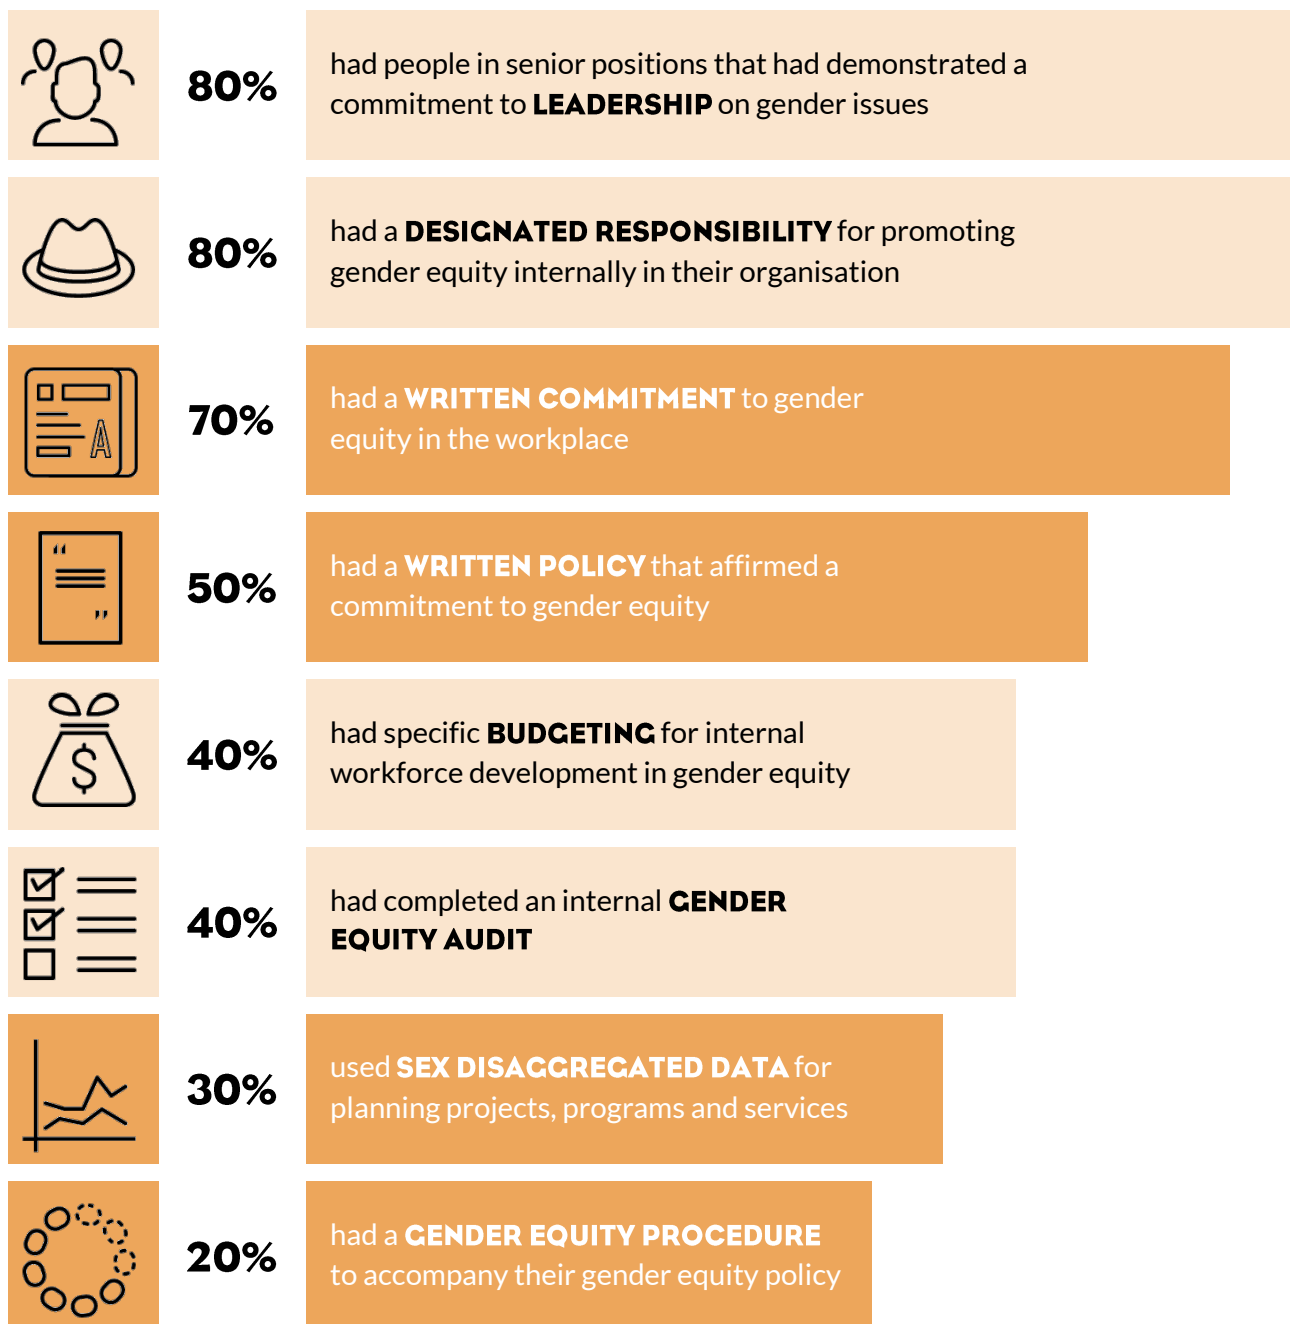 80%
had people in senior positions that had demonstrated a
commitment to LEADERSHIP on gender issues
80%
had a DESIGNATED RESPONSIBILITY for promoting
gender equity internally in their organisation
70%
had a WRITTEN COMMITMENT to gender
equity in the workplace
A
50%
had a WRITTEN POLICY that affirmed a
commitment to gender equity
“
”
$
40%
had specific BUDGETING for internal
workforce development in gender equity
40%
had completed an internal GENDER
EQUITY AUDIT
30%
used SEX DISAGGREGATED DATA for
planning projects, programs and services
20%
had a GENDER EQUITY PROCEDURE
to accompany their gender equity policy